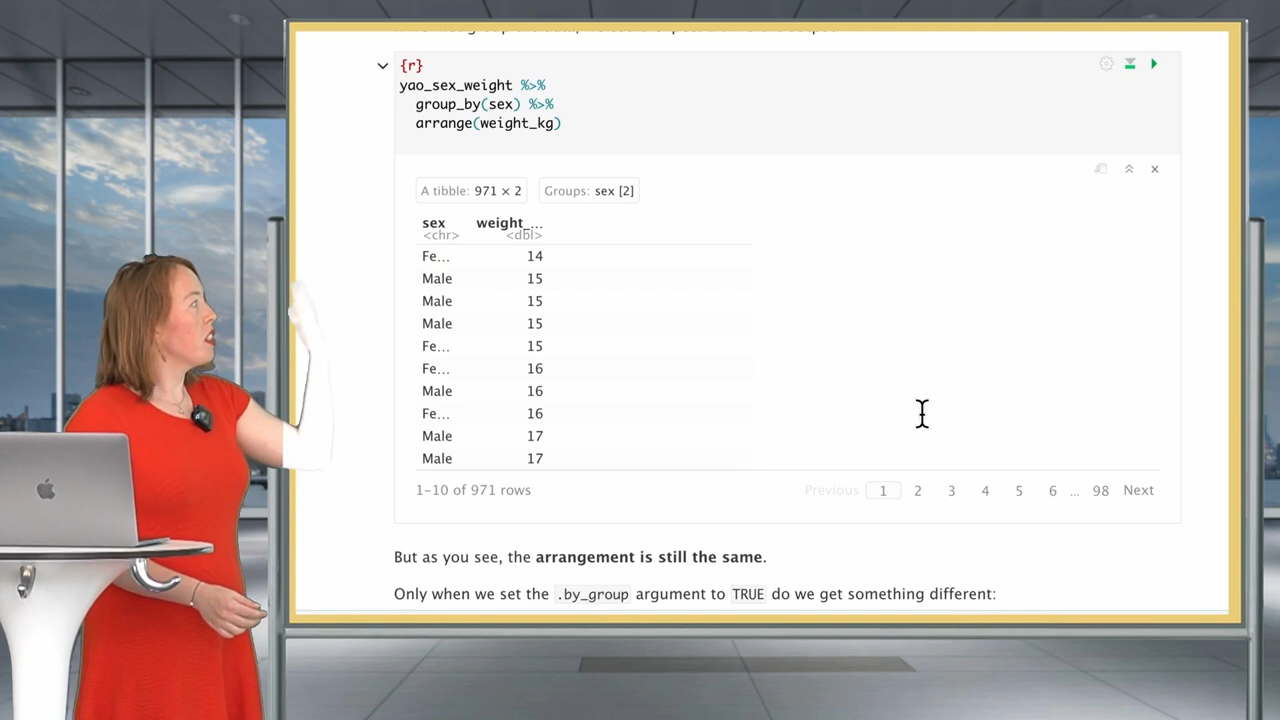 {r}
yao_sex_weight %>%
group_by(sex) %>%
arrange(weight_kg)
A tibble: 971 × 2 Groups: sex [2]
sex weight_...
<chr> <dbl>
Fe... 14
Male 15
Male 15
Male 15
Fe... 15
Fe... 16
Male 16
Fe... 16
Male 17
Male 17
1-10 of 971 rows Previous 1 2 3 4 5 6 ... 98 Next
But as you see, the arrangement is still the same.
Only when we set the .by_group argument to TRUE do we get something different: